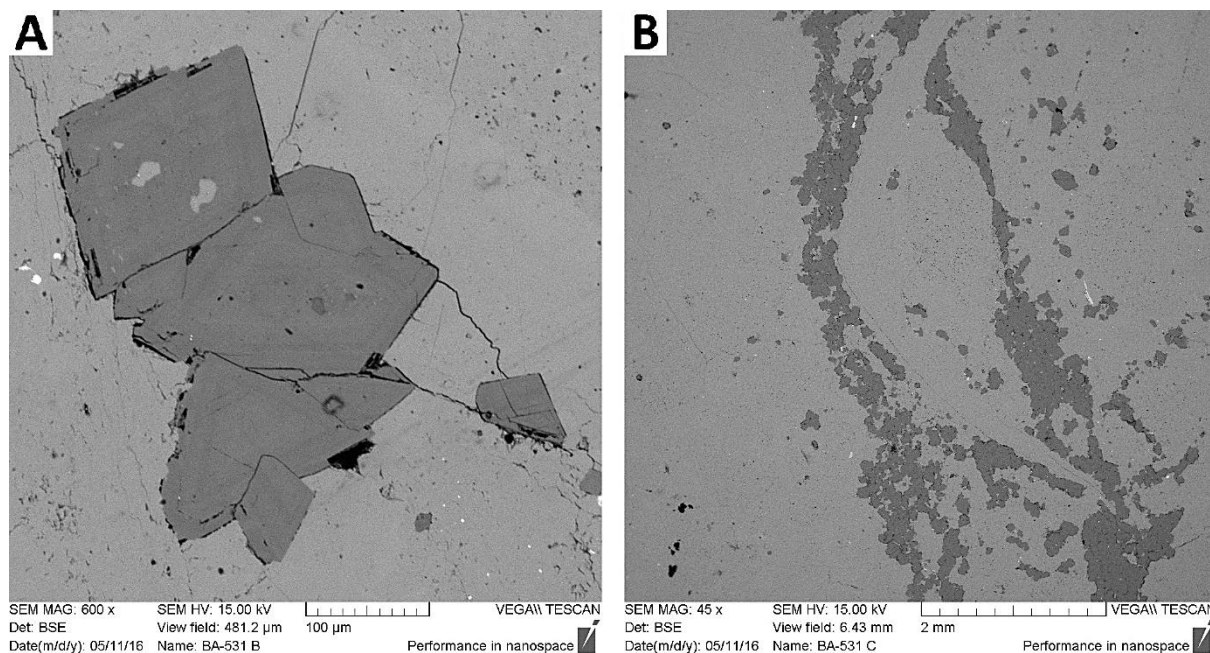 A
B
SEM MAG: 600 x SEM HV: 15.00 kV VEGA\\ TESCAN
Det: BSE View field: 481.2 µm 100 µm
Date(m/d/y): 05/11/16 Name: BA-531 B Performance in nanospace
SEM MAG: 45 x SEM HV: 15.00 kV VEGA\\ TESCAN
Det: BSE View field: 6.43 mm 2 mm
Date(m/d/y): 05/11/16 Name: BA-531 C Performance in nanospace